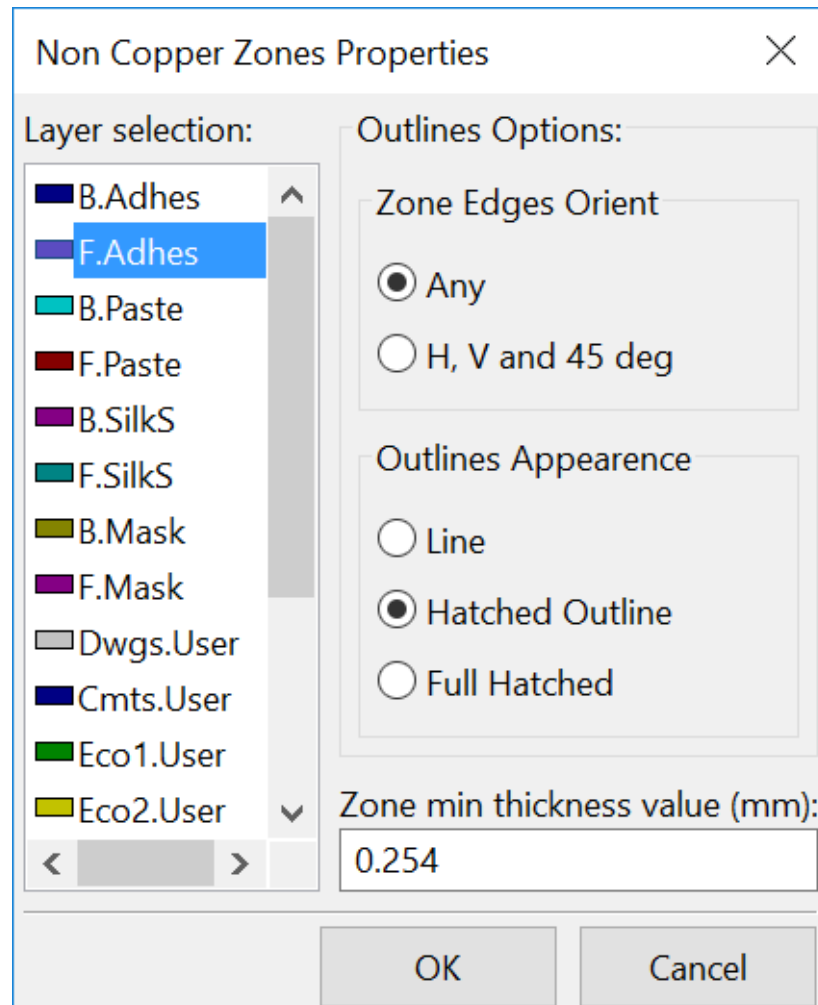 Non Copper Zones Properties
Layer selection:
B.Adhes
F.Adhes
B.Paste
F.Paste
B.SilkS
F.SilkS
B.Mask
F.Mask
Dwgs.User
Cmts.User
Eco1.User
Eco2.User
Outlines Options:
Zone Edges Orient
Any
H, V and 45 deg
Outlines Appearence
Line
Hatched Outline
Full Hatched
Zone min thickness value (mm):
0.254
OK
Cancel